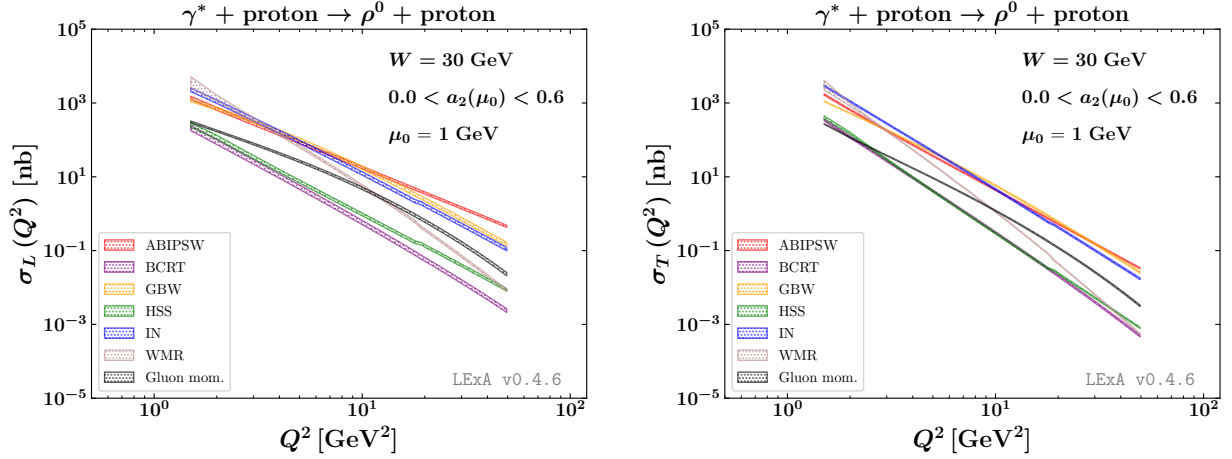 γ* + proton → ρ⁰ + proton
10⁵
10³
10¹
10⁻¹
10⁻³
10⁻⁵
σ_L (Q²) [nb]
W = 30 GeV
0.0 < a₂(μ₀) < 0.6
μ₀ = 1 GeV
ABIPSW
BCRT
GBW
HSS
IN
WMR
Gluon mom.
LExA v0.4.6
10⁰ 10¹ 10²
Q² [GeV²]
γ* + proton → ρ⁰ + proton
10⁵
10³
10¹
10⁻¹
10⁻³
10⁻⁵
σ_T (Q²) [nb]
W = 30 GeV
0.0 < a₂(μ₀) < 0.6
μ₀ = 1 GeV
ABIPSW
BCRT
GBW
HSS
IN
WMR
Gluon mom.
LExA v0.4.6
10⁰ 10¹ 10²
Q² [GeV²]